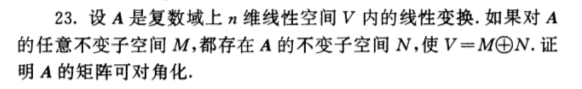 23. 设 A 是复数域上 n 维线性空间 V 内的线性变换. 如果对 A
的任意不变子空间 M,都存在 A 的不变子空间 N,使 V=M⊕N. 证
明 A 的矩阵可对角化.